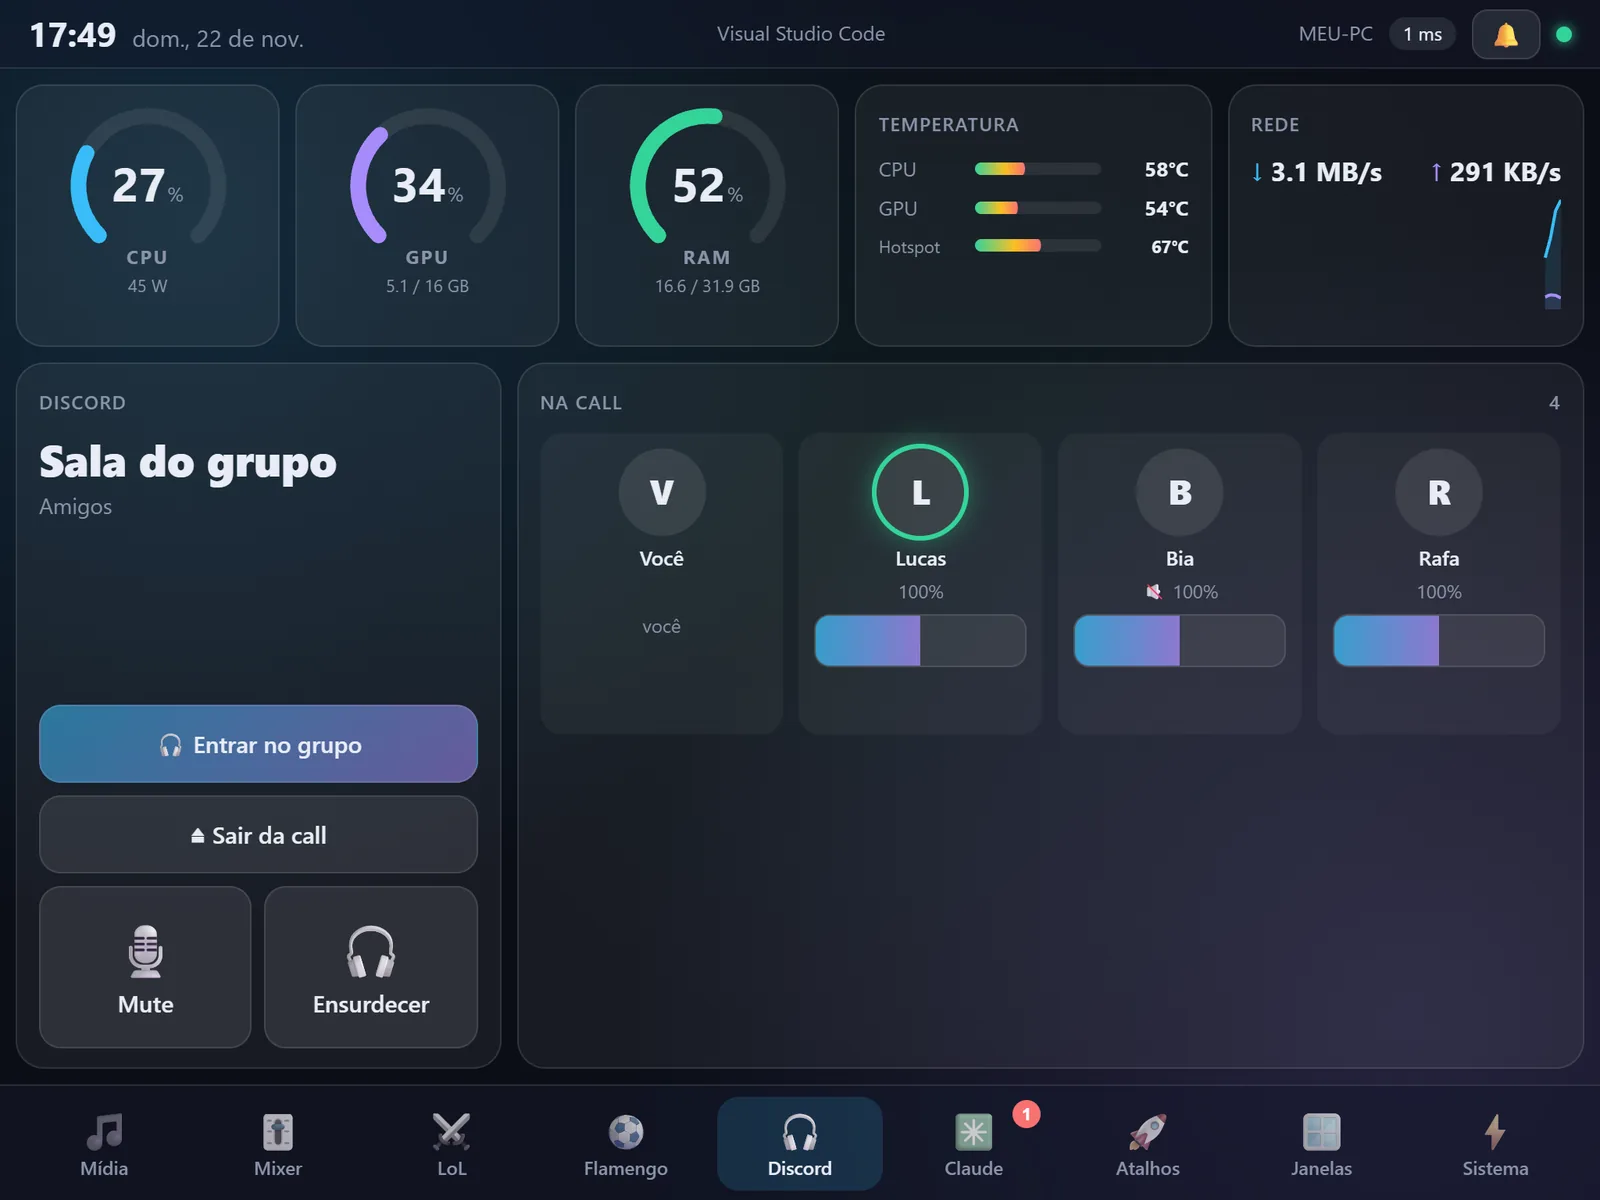 17:49 dom., 22 de nov.
Visual Studio Code
MEU-PC
1 ms
27%
CPU
45 W
34%
GPU
5.1 / 16 GB
52%
RAM
16.6 / 31.9 GB
TEMPERATURA
CPU 58°C
GPU 54°C
Hotspot 67°C
REDE
↓ 3.1 MB/s ↑ 291 KB/s
DISCORD
Sala do grupo
Amigos
Entrar no grupo
Sair da call
Mute
Ensurdecer
NA CALL 4
V
Você
você
L
Lucas
100%
B
Bia
100%
R
Rafa
100%
Mídia
Mixer
LoL
Flamengo
Discord
Claude
1
Atalhos
Janelas
Sistema